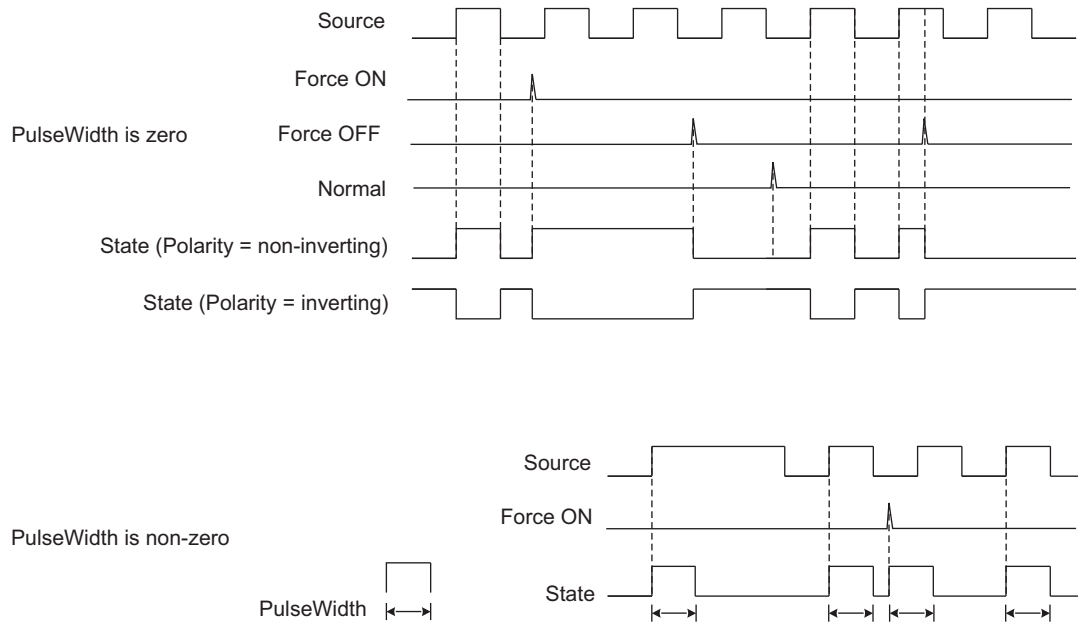 Source
Force ON
PulseWidth is zero
Force OFF
Normal
State (Polarity = non-inverting)
State (Polarity = inverting)
Source
Force ON
PulseWidth is non-zero
State
PulseWidth